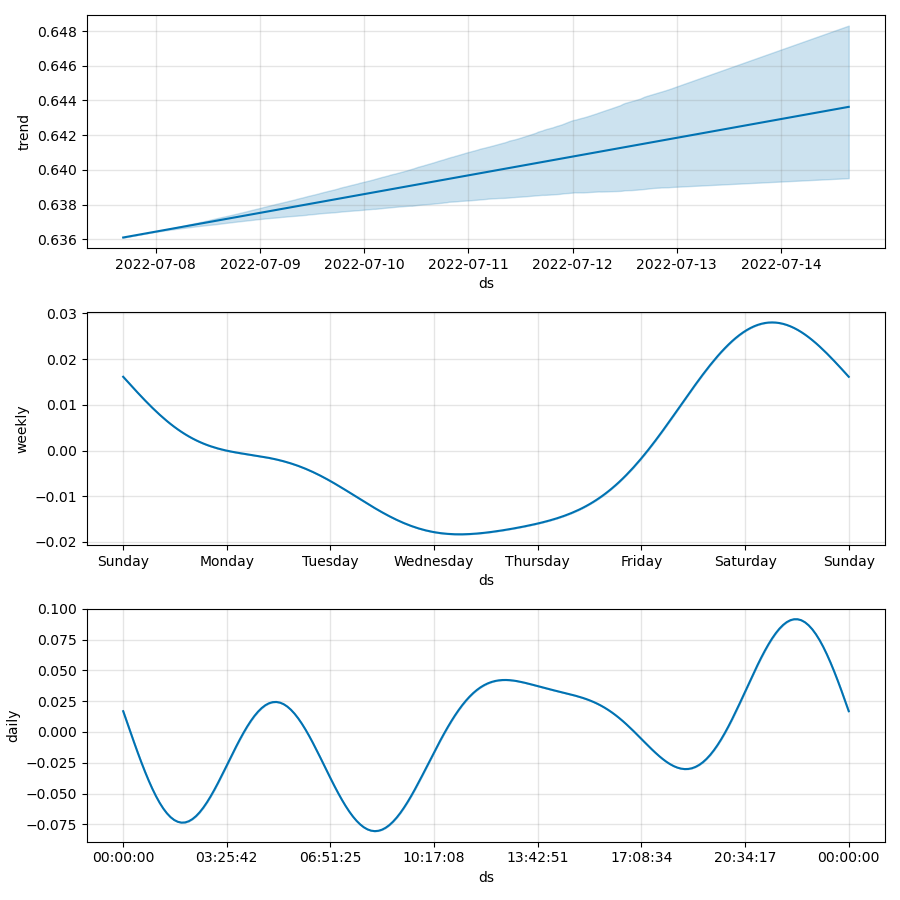 0.648
0.646
0.644
0.642
0.640
0.638
0.636
trend
2022-07-08 2022-07-09 2022-07-10 2022-07-11 2022-07-12 2022-07-13 2022-07-14
ds
0.03
0.02
0.01
0.00
−0.01
−0.02
weekly
Sunday Monday Tuesday Wednesday Thursday Friday Saturday Sunday
ds
0.100
0.075
0.050
0.025
0.000
−0.025
−0.050
−0.075
daily
00:00:00 03:25:42 06:51:25 10:17:08 13:42:51 17:08:34 20:34:17 00:00:00
ds